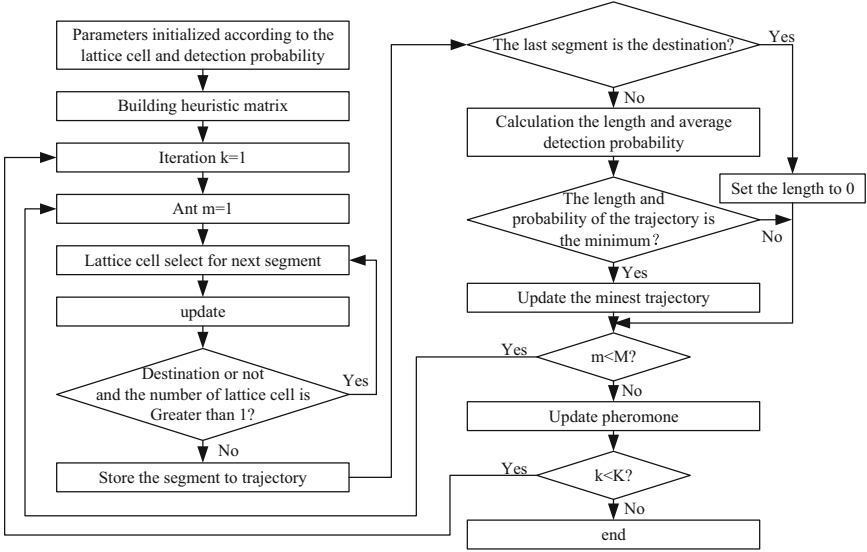 Parameters initialized according to the
lattice cell and detection probability
Building heuristic matrix
Iteration k=1
Ant m=1
Lattice cell select for next segment
update
Destination or not
and the number of lattice cell is
Greater than 1?
Yes
No
Store the segment to trajectory
The last segment is the destination?
Yes
No
Calculation the length and average
detection probability
Set the length to 0
The length and
probability of the trajectory is
the minimum?
No
Yes
Update the minest trajectory
m<M?
Yes
No
Update pheromone
k<K?
Yes
No
end